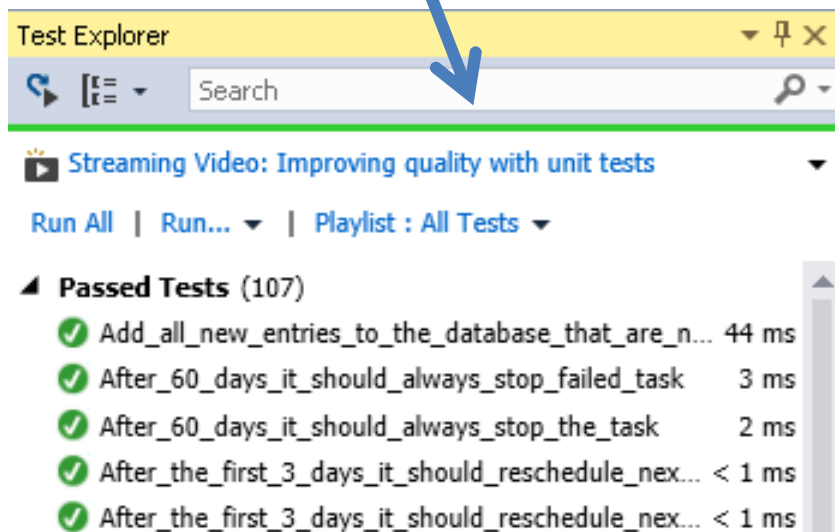 Test Explorer
Search
Streaming Video: Improving quality with unit tests
Run All | Run... | Playlist : All Tests
Passed Tests (107)
Add_all_new_entries_to_the_database_that_are_n... 44 ms
After_60_days_it_should_always_stop_failed_task 3 ms
After_60_days_it_should_always_stop_the_task 2 ms
After_the_first_3_days_it_should_reschedule_nex... < 1 ms
After_the_first_3_days_it_should_reschedule_nex... < 1 ms